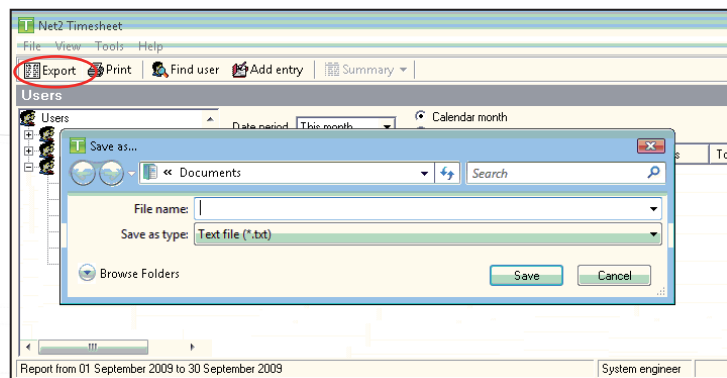 Net2 Timesheet
File View Tools Help
Export Print Find user Add entry Summary
Users
Users
Date period This month Calendar month
Save as...
« Documents Search
File name:
Save as type: Text file (*.txt)
Browse Folders Save Cancel
Report from 01 September 2009 to 30 September 2009 System engineer